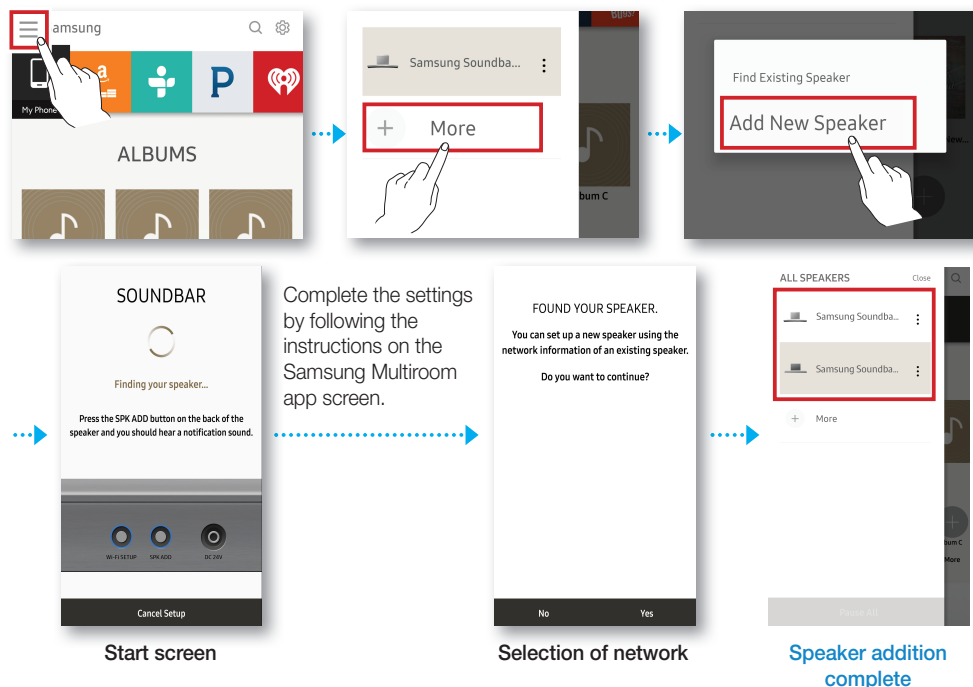 amsung
My Phone
ALBUMS
Samsung Soundba...
More
bum C
Find Existing Speaker
Add New Speaker
New...
SOUNDBAR
Finding your speaker...
Press the SPK ADD button on the back of the
speaker and you should hear a notification sound.
WI-FI SETUP SPK ADD DC 24V
Cancel Setup
Start screen
Complete the settings
by following the
instructions on the
Samsung Multiroom
app screen.
FOUND YOUR SPEAKER.
You can set up a new speaker using the
network information of an existing speaker.
Do you want to continue?
No Yes
Selection of network
ALL SPEAKERS Close
Samsung Soundba...
Samsung Soundba...
More
bum C
More
Pause All
Speaker addition
complete